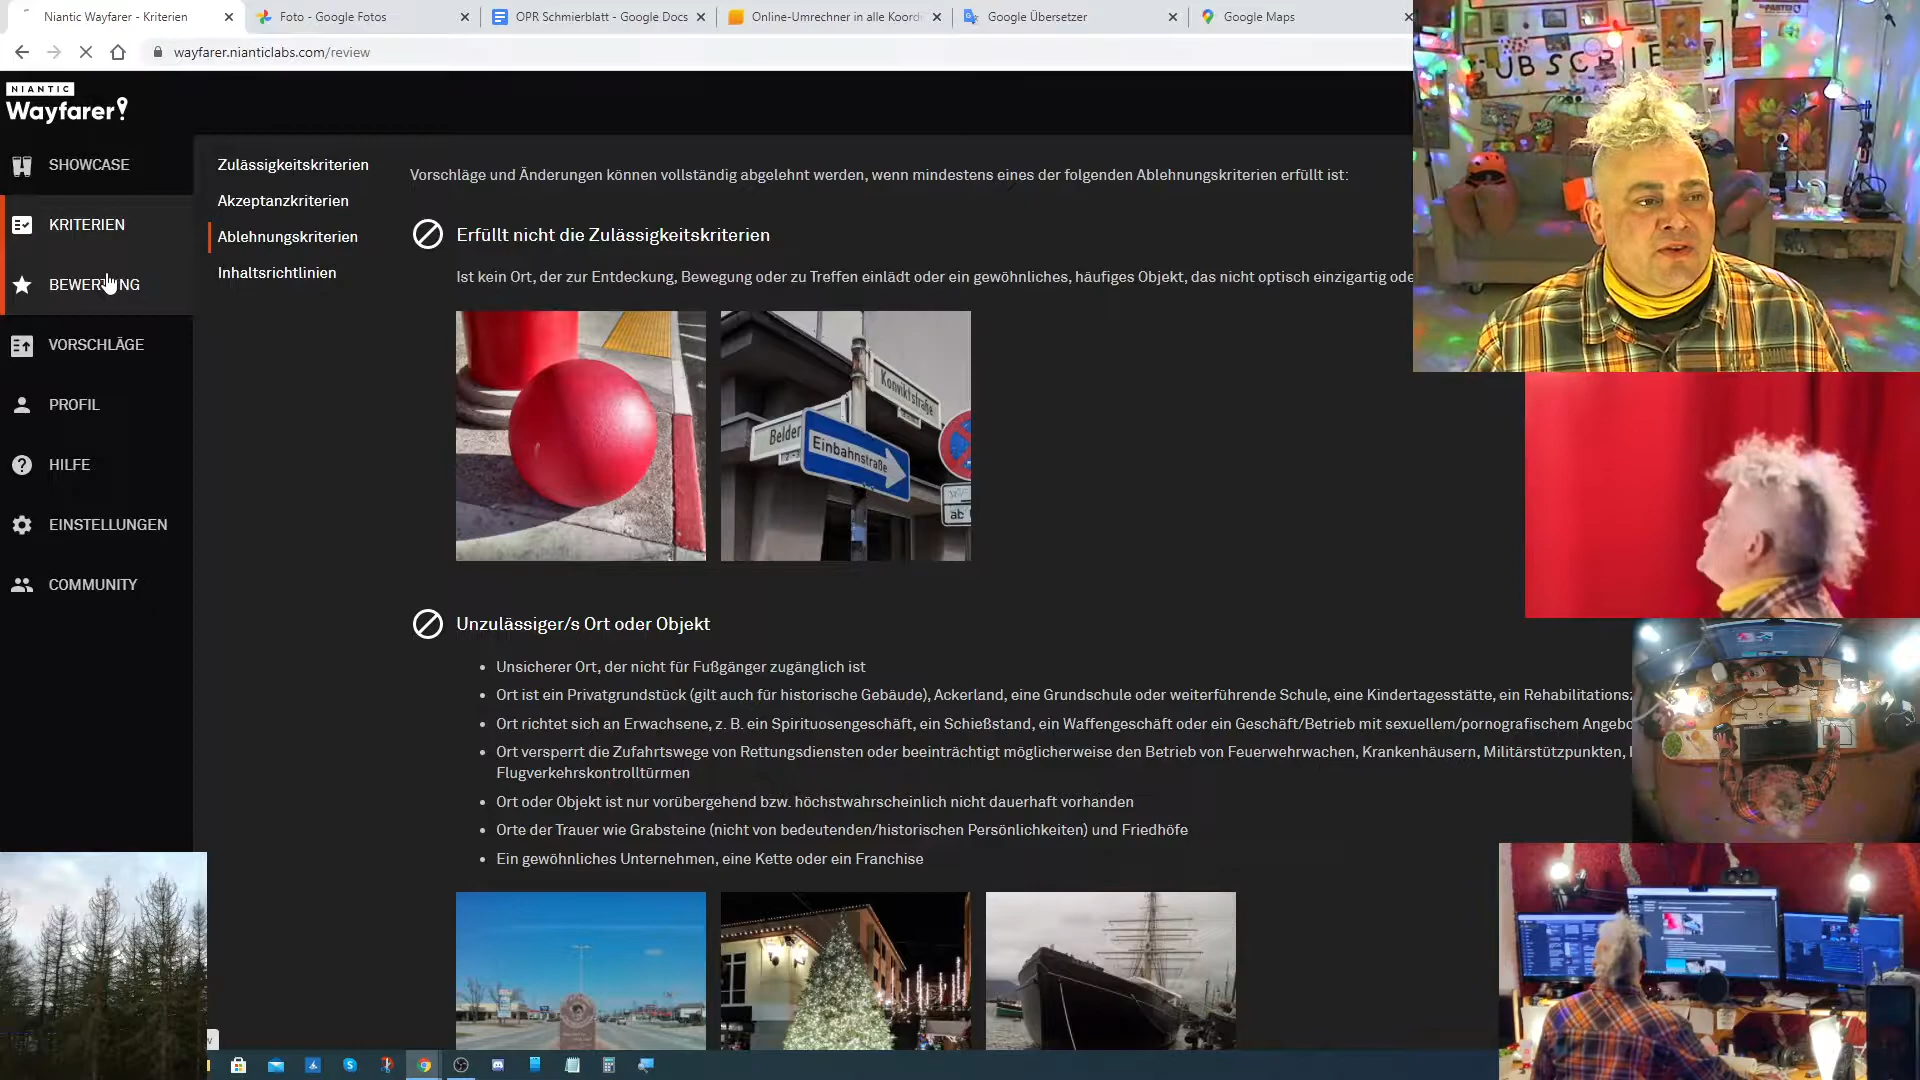 Niantic Wayfarer - Kriterien
Foto - Google Fotos
OPR Schmierblatt - Google Docs
Online-Umrechner in alle Koord
Google Übersetzer
Google Maps
wayfarer.nianticlabs.com/review
NIANTIC
Wayfarer
SHOWCASE
KRITERIEN
BEWERTUNG
VORSCHLÄGE
PROFIL
HILFE
EINSTELLUNGEN
COMMUNITY
Zulässigkeitskriterien
Akzeptanzkriterien
Ablehnungskriterien
Inhaltsrichtlinien
Vorschläge und Änderungen können vollständig abgelehnt werden, wenn mindestens eines der folgenden Ablehnungskriterien erfüllt ist:
Erfüllt nicht die Zulässigkeitskriterien
Ist kein Ort, der zur Entdeckung, Bewegung oder zu Treffen einlädt oder ein gewöhnliches, häufiges Objekt, das nicht optisch einzigartig ode
Konviktstraße
Belder
Einbahnstraße
ab
Unzulässiger/s Ort oder Objekt
Unsicherer Ort, der nicht für Fußgänger zugänglich ist
Ort ist ein Privatgrundstück (gilt auch für historische Gebäude), Ackerland, eine Grundschule oder weiterführende Schule, eine Kindertagesstätte, ein Rehabilitationsz
Ort richtet sich an Erwachsene, z. B. ein Spirituosengeschäft, ein Schießstand, ein Waffengeschäft oder ein Geschäft/Betrieb mit sexuellem/pornografischem Angebo
Ort versperrt die Zufahrtswege von Rettungsdiensten oder beeinträchtigt möglicherweise den Betrieb von Feuerwehrwachen, Krankenhäusern, Militärstützpunkten,
Flugverkehrskontrolltürmen
Ort oder Objekt ist nur vorübergehend bzw. höchstwahrscheinlich nicht dauerhaft vorhanden
Orte der Trauer wie Grabsteine (nicht von bedeutenden/historischen Persönlichkeiten) und Friedhöfe
Ein gewöhnliches Unternehmen, eine Kette oder ein Franchise
UBSCRIE